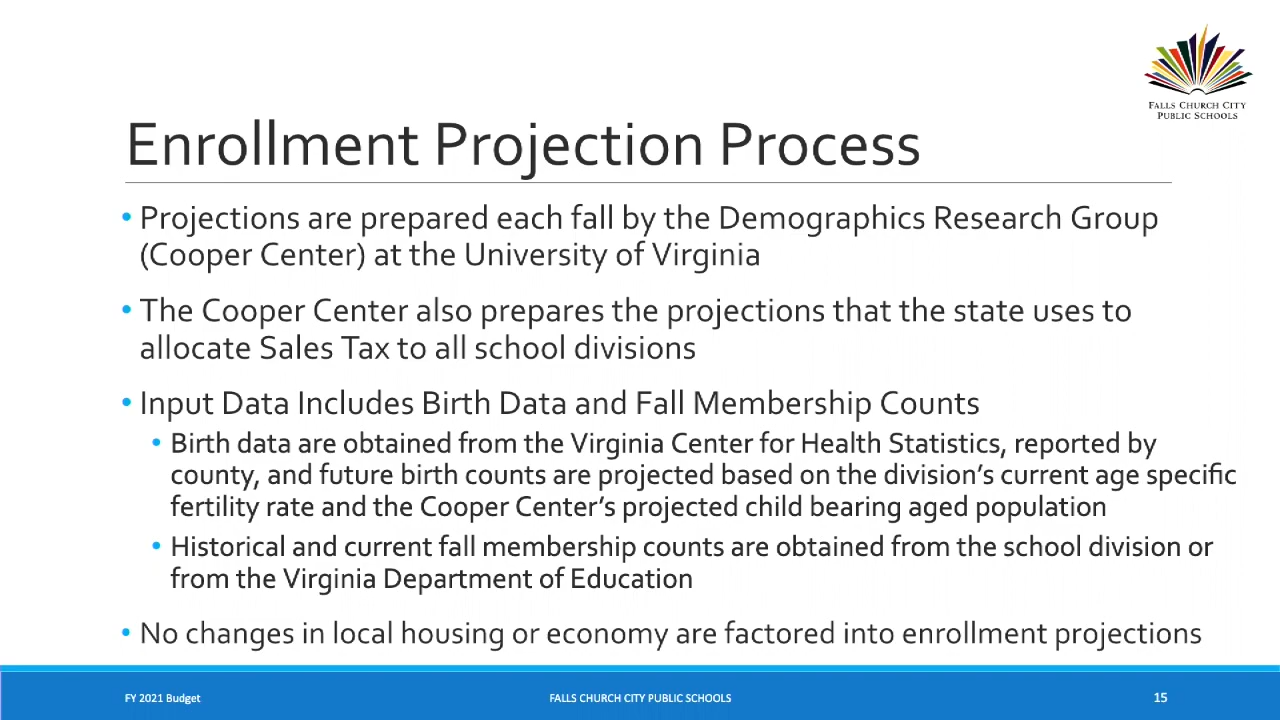 FALLS CHURCH CITY
PUBLIC SCHOOLS
Enrollment Projection Process
• Projections are prepared each fall by the Demographics Research Group
(Cooper Center) at the University of Virginia
• The Cooper Center also prepares the projections that the state uses to
allocate Sales Tax to all school divisions
• Input Data Includes Birth Data and Fall Membership Counts
• Birth data are obtained from the Virginia Center for Health Statistics, reported by
county, and future birth counts are projected based on the division’s current age specific
fertility rate and the Cooper Center’s projected child bearing aged population
• Historical and current fall membership counts are obtained from the school division or
from the Virginia Department of Education
• No changes in local housing or economy are factored into enrollment projections
FY 2021 Budget
FALLS CHURCH CITY PUBLIC SCHOOLS
15